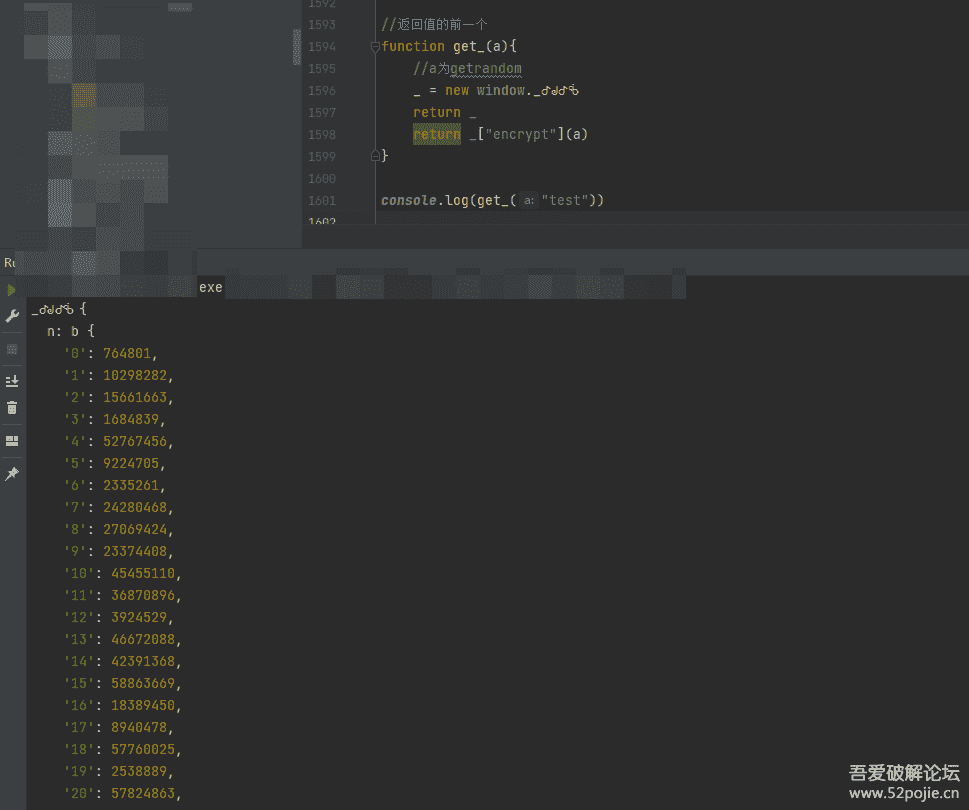 1592
1593 //返回值的前一个
1594 function get_(a){
1595 //a为getrandom
1596 _ = new window._ටᏧටⴜ
1597 return _
1598 return _["encrypt"](a)
1599 }
1600
1601 console.log(get_( a: "test"))
1602
exe
n: b {
'0': 764801,
'1': 10298282,
'2': 15661663,
'3': 1684839,
'4': 52767456,
'5': 9224705,
'6': 2335261,
'7': 24280468,
'8': 27069424,
'9': 23374408,
'10': 45455110,
'11': 36870896,
'12': 3924529,
'13': 46672088,
'14': 42391368,
'15': 58863669,
'16': 18389450,
'17': 8940478,
'18': 57760025,
'19': 2538889,
'20': 57824863,
吾爱破解论坛
www.52pojie.cn